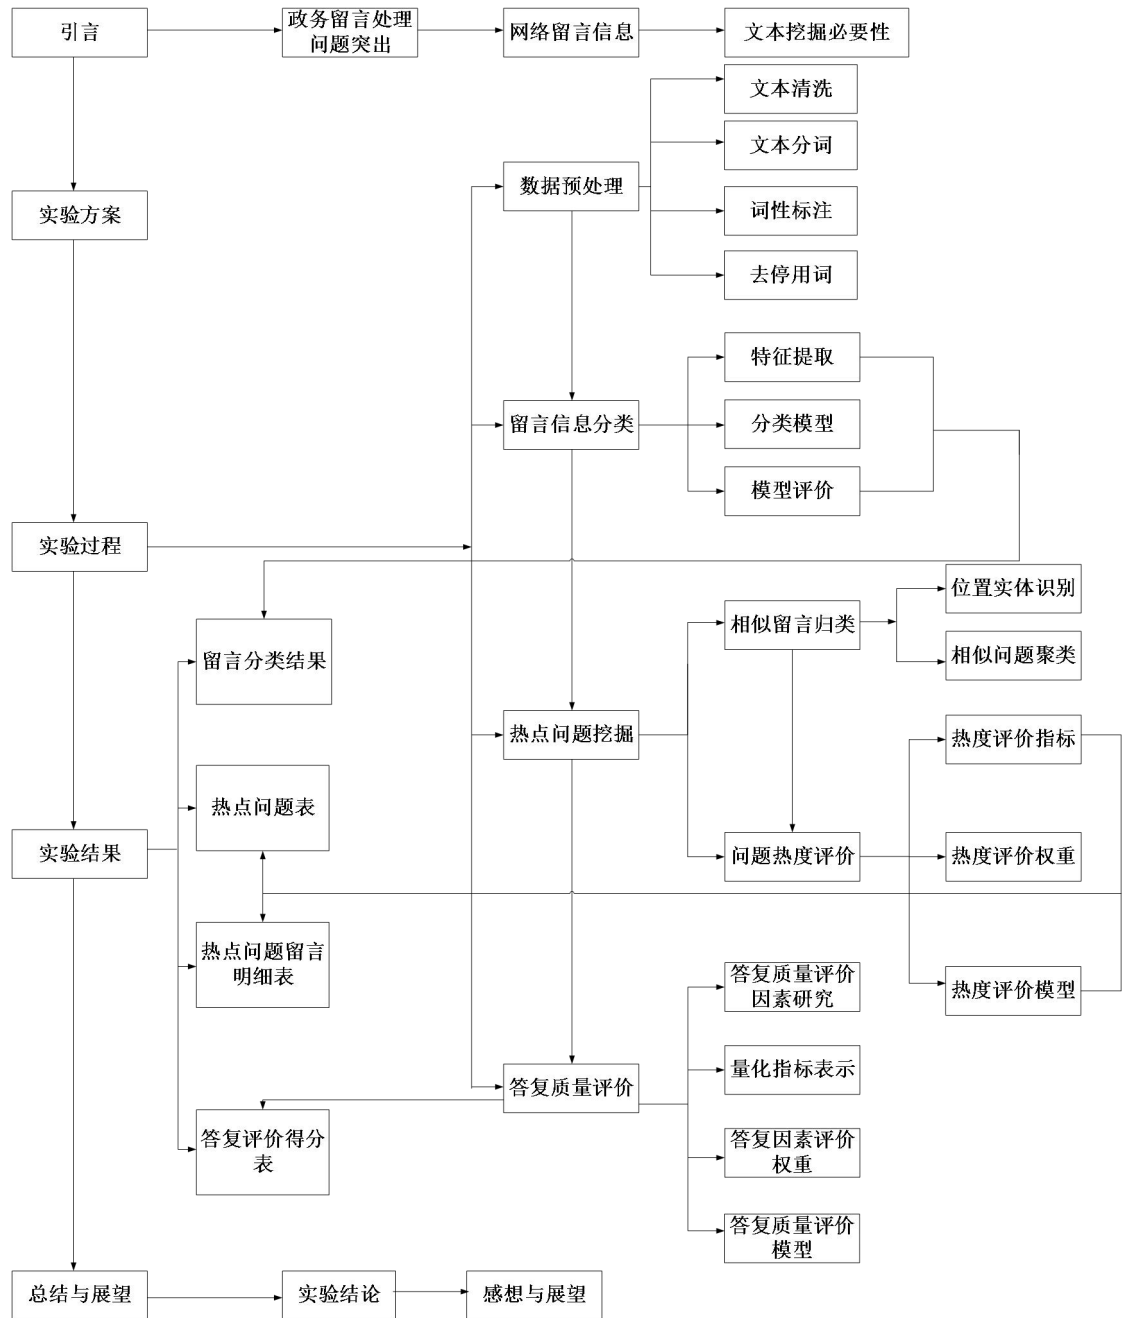 引言
政务留言处理
问题突出
网络留言信息
文本挖掘必要性
文本清洗
文本分词
数据预处理
词性标注
实验方案
去停用词
特征提取
留言信息分类
分类模型
模型评价
实验过程
位置实体识别
相似留言归类
留言分类结果
相似问题聚类
热点问题挖掘
热度评价指标
热点问题表
实验结果
问题热度评价
热度评价权重
热点问题留言
明细表
答复质量评价
因素研究
热度评价模型
量化指标表示
答复质量评价
答复评价得分
表
答复因素评价
权重
答复质量评价
模型
总结与展望
实验结论
感想与展望